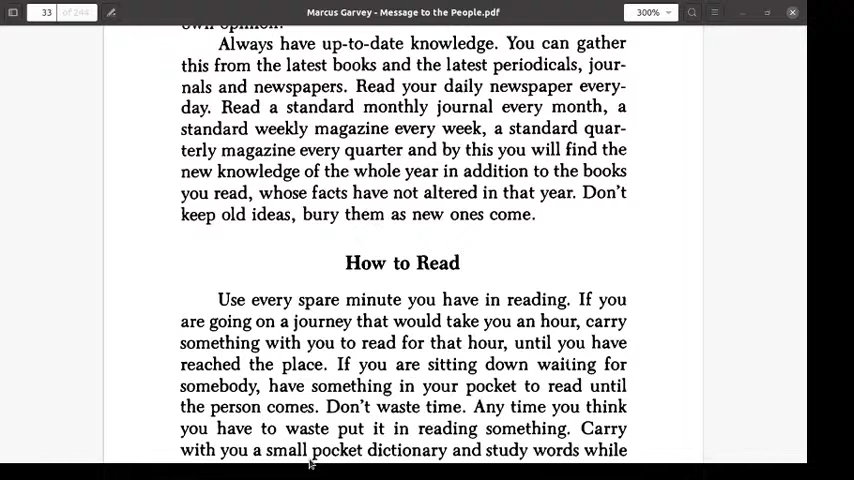 33 of 244
Marcus Garvey - Message to the People.pdf
300%
own opinion.
Always have up-to-date knowledge. You can gather
this from the latest books and the latest periodicals, jour-
nals and newspapers. Read your daily newspaper every-
day. Read a standard monthly journal every month, a
standard weekly magazine every week, a standard quar-
terly magazine every quarter and by this you will find the
new knowledge of the whole year in addition to the books
you read, whose facts have not altered in that year. Don't
keep old ideas, bury them as new ones come.
How to Read
Use every spare minute you have in reading. If you
are going on a journey that would take you an hour, carry
something with you to read for that hour, until you have
reached the place. If you are sitting down waiting for
somebody, have something in your pocket to read until
the person comes. Don't waste time. Any time you think
you have to waste put it in reading something. Carry
with you a small pocket dictionary and study words while